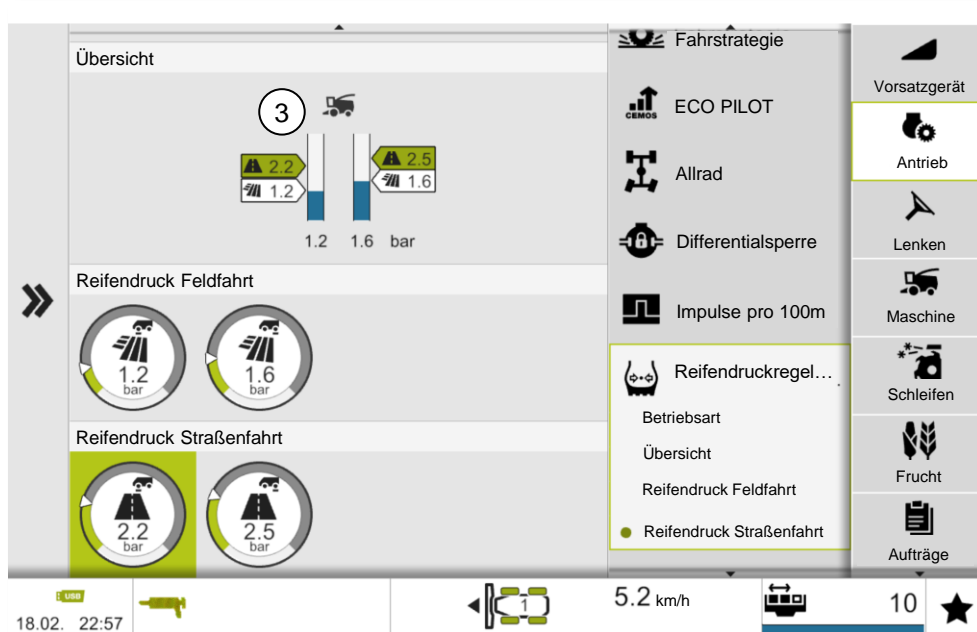 Übersicht
3
2.2
1.2
2.5
1.6
1.2 1.6 bar
Reifendruck Feldfahrt
1.2
bar
1.6
bar
Reifendruck Straßenfahrt
2.2
bar
2.5
bar
Fahrstrategie
CEMOS
ECO PILOT
Allrad
Differentialsperre
Impulse pro 100m
Reifendruckregel…
Betriebsart
Übersicht
Reifendruck Feldfahrt
Reifendruck Straßenfahrt
Vorsatzgerät
Antrieb
Lenken
Maschine
Schleifen
Frucht
Aufträge
USB
18.02. 22:57
1
5.2 km/h
10